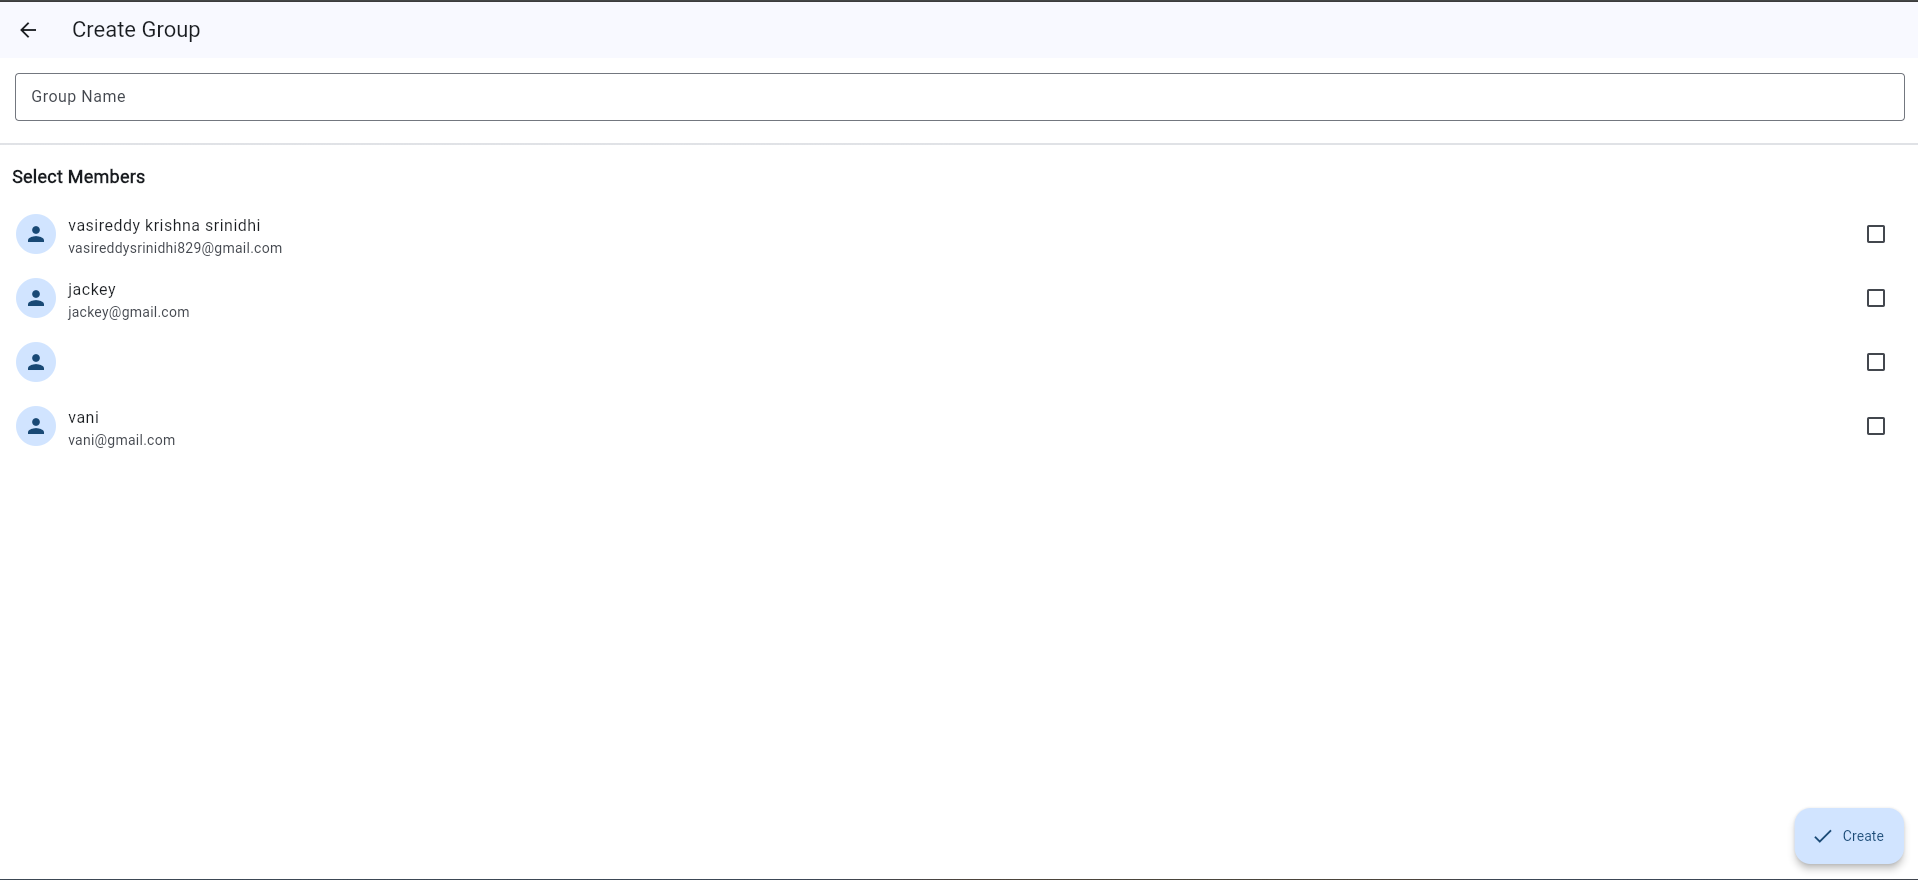 Create Group
Group Name
Select Members
vasireddy krishna srinidhi
vasireddysrinidhi829@gmail.com
jackey
jackey@gmail.com
vani
vani@gmail.com
Create